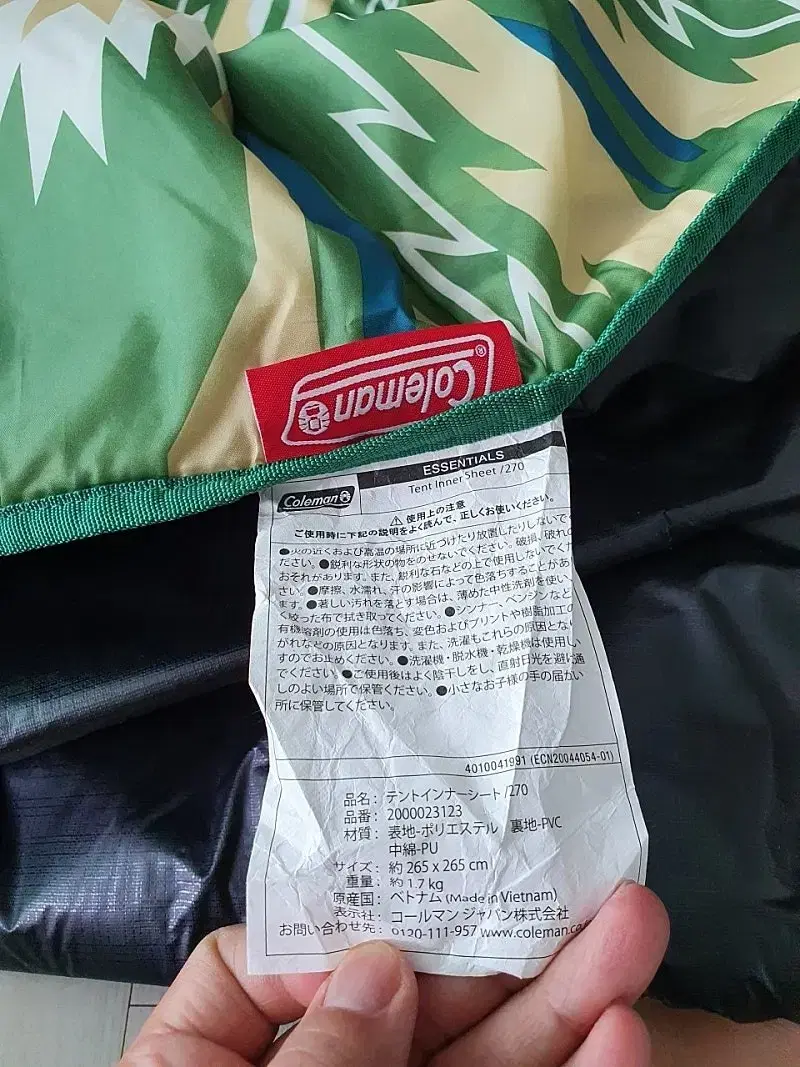 Coleman®
ESSENTIALS
Tent Inner Sheet /270
Coleman
⚠ 使用上の注意
ご使用時に下記の説明をよく読んで、正しくお使いください。
●火の近くおよび高温の場所に近づけたり放置したりしないで
ださい。●鋭利な形状の物をのせないでください。破損、破れ
おそれがあります。また、鋭利な石などの上で使用しないでく
さい。●摩擦、水濡れ、汗の影響によって色落ちすることがあ
ます。●著しい汚れを落とす場合は、薄めた中性洗剤を使い、
く絞った布で拭き取ってください。●シンナー、ベンジンなど
有機溶剤の使用は色落ち、変色およびプリントや樹脂加工の
がれなどの原因となります。また、洗濯もこれらの原因とな
すのでお止めください。●洗濯機・脱水機・乾燥機は使用し
でください。●ご使用後はよく陰干しをし、直射日光を避け
しのよい場所で保管ください。●小さなお子様の手の届かい
所に保管してください。
4010041991 (ECN20044054-01)
品名：テントインナーシート/270
品番：2000023123
材質：表地-ポリエステル 裏地-PVC
中綿-PU
サイズ：約 265 x 265 cm
重量：約 1.7 kg
原産国：ベトナム (Made in Vietnam)
表示社：コールマン ジャパン株式会社
お問い合わせ先：0120-111-957 www.coleman.co